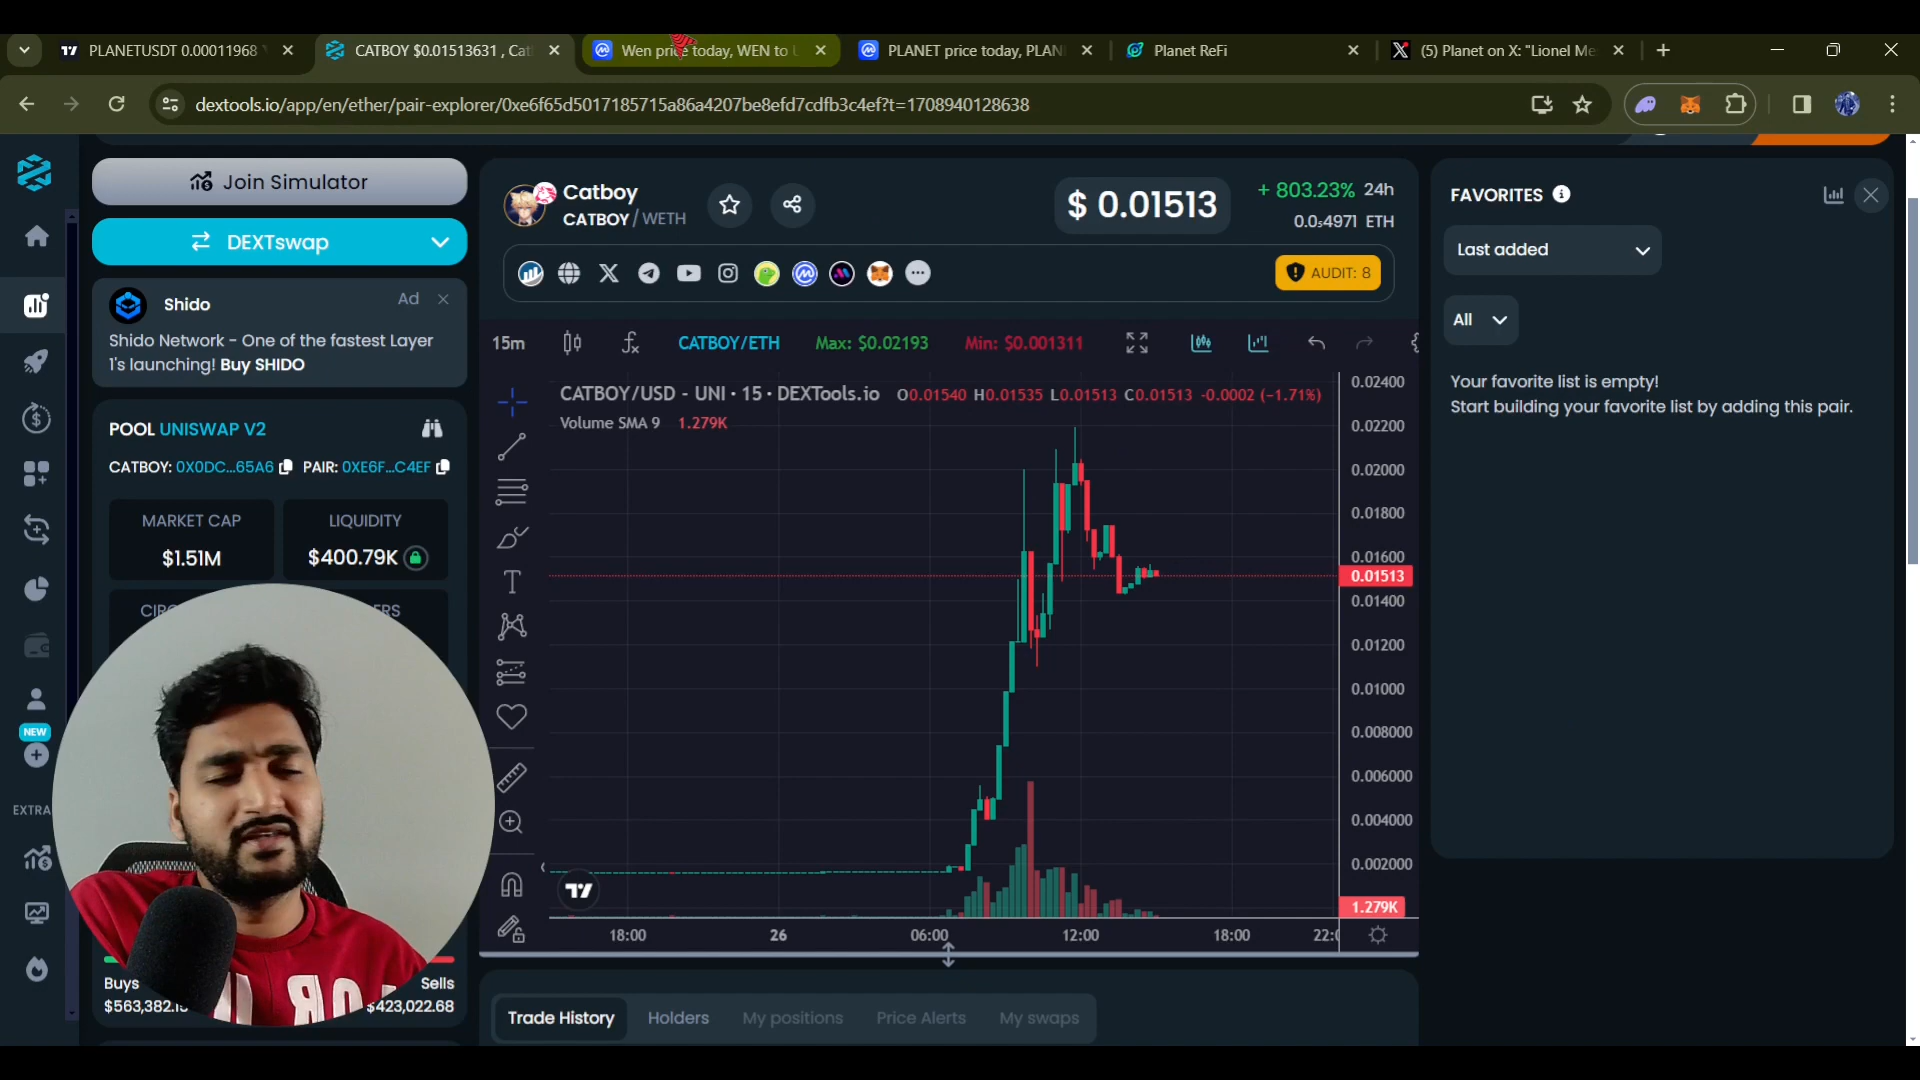 PLANETUSDT 0.00011968
CATBOY $0.01513631 , Cat
Wen price today, WEN to U
PLANET price today, PLAN
Planet ReFi
(5) Planet on X: "Lionel Me
dextools.io/app/en/ether/pair-explorer/0xe6f65d5017185715a86a4207be8efd7cdfb3c4ef?t=1708940128638
Join Simulator
DEXTswap
Shido
Ad
Shido Network - One of the fastest Layer
1's launching! Buy SHIDO
POOL UNISWAP V2
CATBOY: 0X0DC...65A6 PAIR: 0XE6F...C4EF
MARKET CAP
$1.51M
LIQUIDITY
$400.79K
NEW
EXTRA
Buys
Sells
$423,022.68
Catboy
CATBOY / WETH
$ 0.01513
+ 803.23% 24h
0.0₅4971 ETH
AUDIT: 8
15m
CATBOY/ETH
Max: $0.02193
Min: $0.001311
CATBOY/USD - UNI · 15 · DEXTools.io O0.01540 H0.01535 L0.01513 C0.01513 -0.0002 (−1.71%)
Volume SMA 9 1.279K
0.02400
0.02200
0.02000
0.01800
0.01600
0.01513
0.01400
0.01200
0.01000
0.008000
0.006000
0.004000
0.002000
1.279K
18:00
26
06:00
12:00
18:00
Trade History
Holders
My positions
Price Alerts
My swaps
FAVORITES
Last added
All
Your favorite list is empty!
Start building your favorite list by adding this pair.